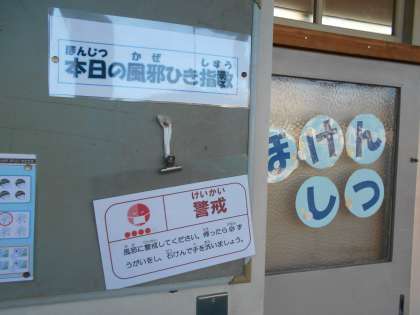 ほんじつ かぜ しすう
本日の風邪ひき指数
けいかい
警戒
風邪に警戒してください。帰ったら必ず
うがいをし、石けんで手を洗いましょう。
ほけん
しつ